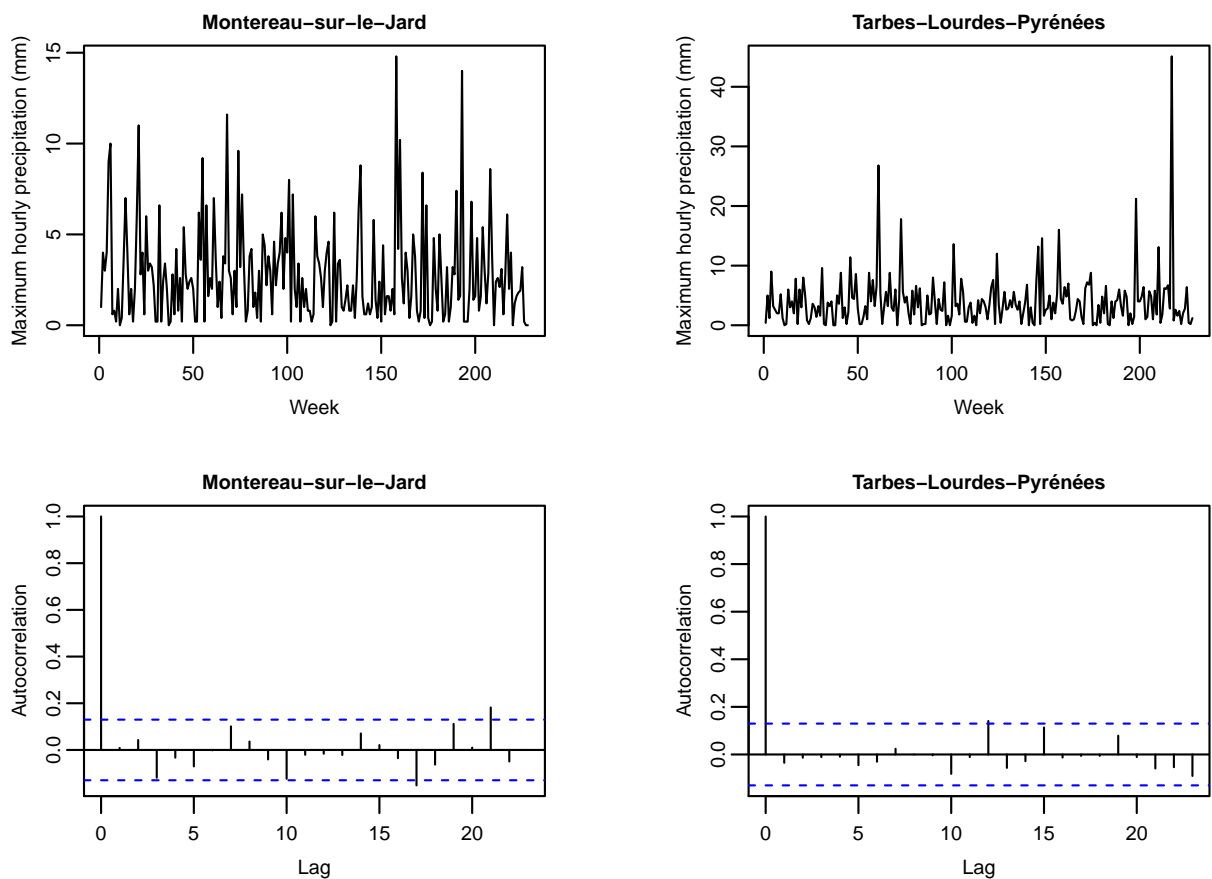 Montereau−sur−le−Jard
Maximum hourly precipitation (mm)
15
10
5
0
0 50 100 150 200
Week
Tarbes−Lourdes−Pyrénées
Maximum hourly precipitation (mm)
40
30
20
10
0
0 50 100 150 200
Week
Montereau−sur−le−Jard
Autocorrelation
1.0
0.8
0.6
0.4
0.2
0.0
0 5 10 15 20
Lag
Tarbes−Lourdes−Pyrénées
Autocorrelation
1.0
0.8
0.6
0.4
0.2
0.0
0 5 10 15 20
Lag